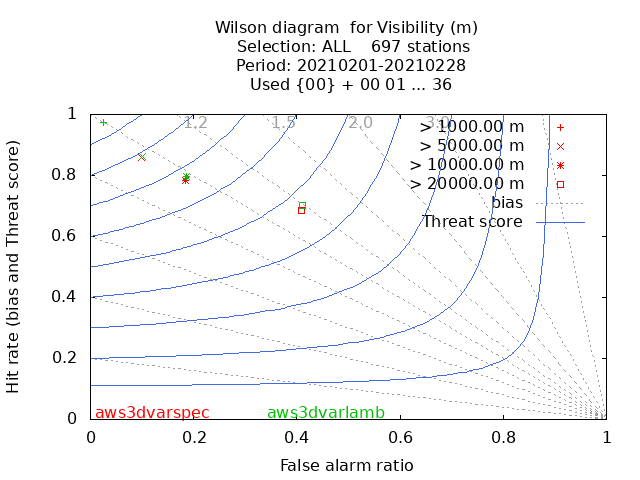 Wilson diagram  for Visibility (m)
Selection: ALL    697 stations
Period: 20210201-20210228
Used {00} + 00 01 ... 36
Hit rate (bias and Threat score)
1
0.8
0.6
0.4
0.2
0
1.2
1.5
2.0
3.0
> 1000.00 m
> 5000.00 m
> 10000.00 m
> 20000.00 m
bias
Threat score
aws3dvarspec
aws3dvarlamb
0
0.2
0.4
0.6
0.8
1
False alarm ratio